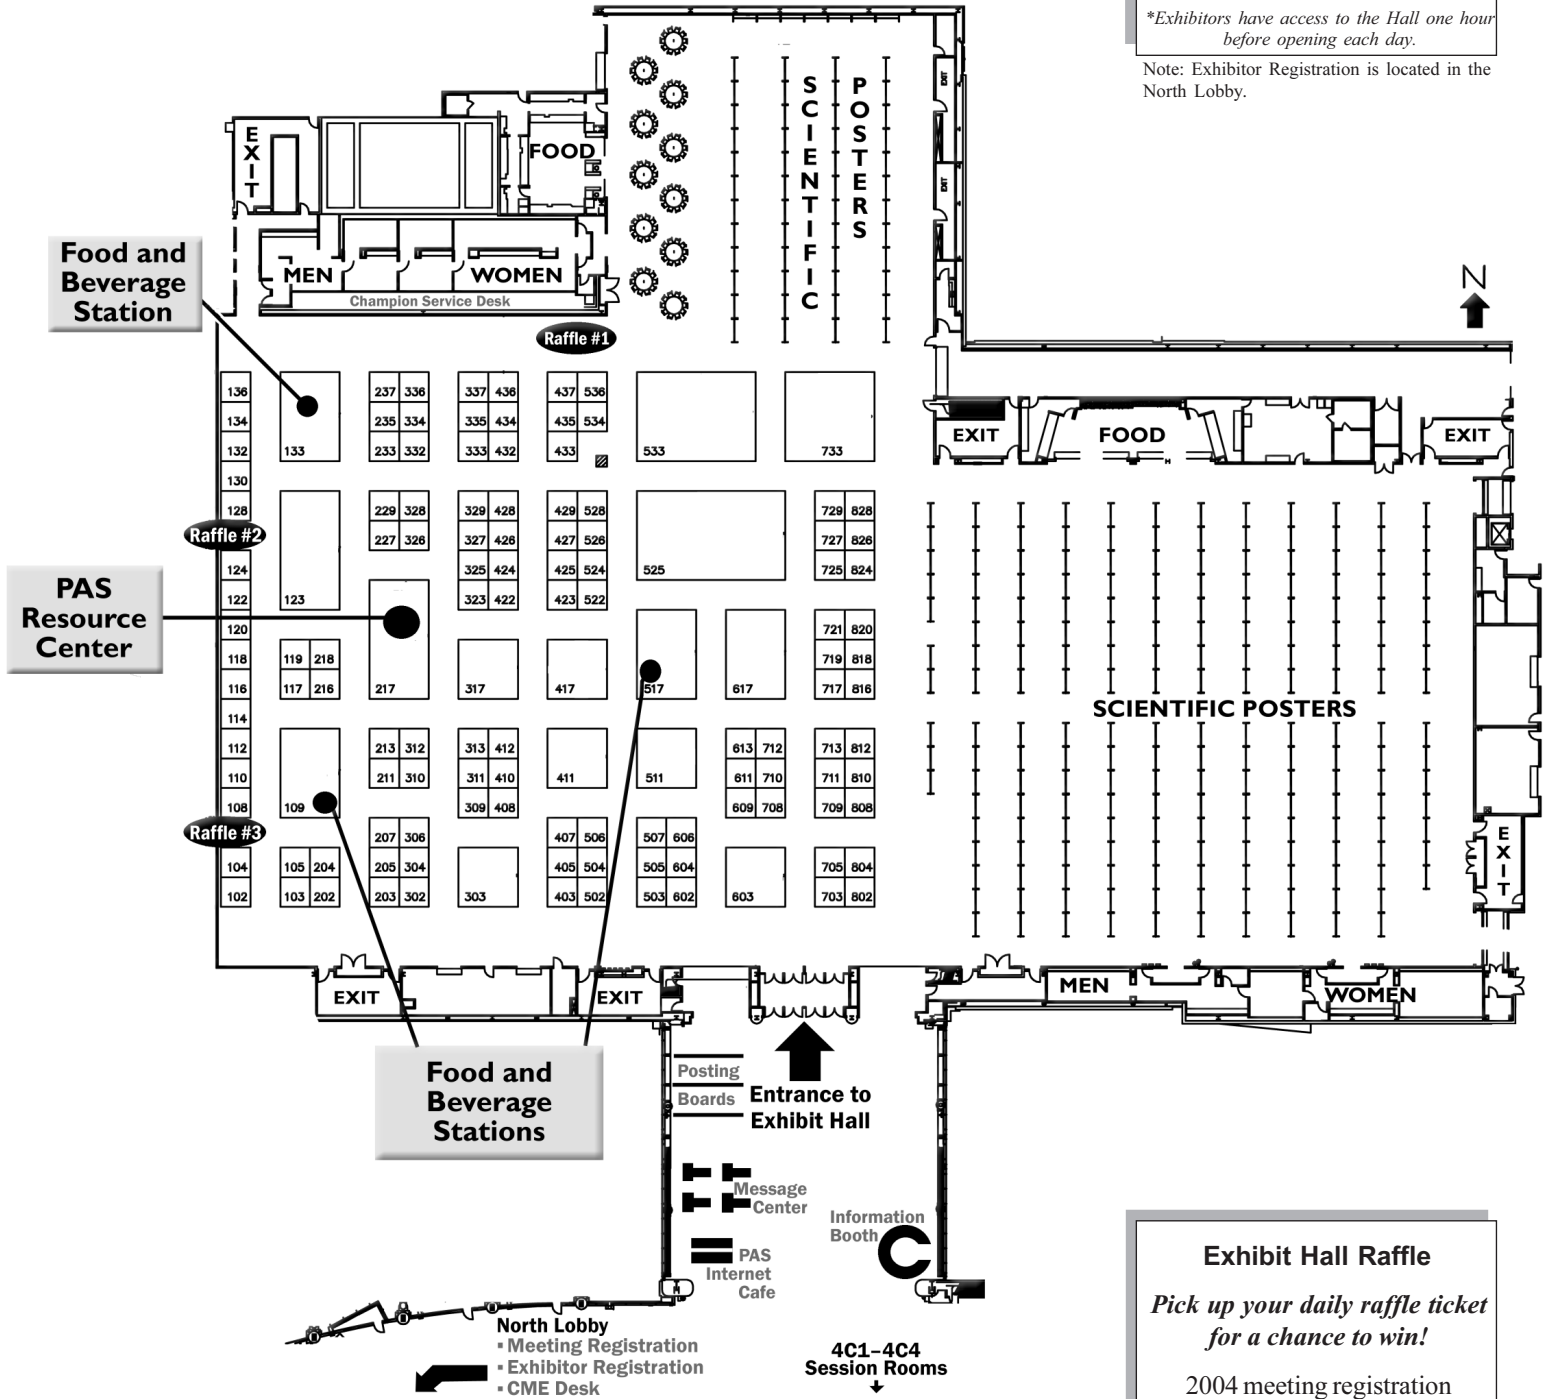 *Exhibitors have access to the Hall one hour
before opening each day.
Note: Exhibitor Registration is located in the
North Lobby.
SCIENTIFIC POSTERS
EXIT
EXIT
EXIT
FOOD
MEN
WOMEN
Champion Service Desk
Food and
Beverage
Station
N
Raffle #1
136
237 336
337 436
437 536
134
235 334
335 434
435 534
132
133
233 332
333 432
433
533
733
EXIT
FOOD
EXIT
130
128
229 328
329 428
429 528
729 828
Raffle #2
227 326
327 426
427 526
727 826
124
325 424
425 524
525
725 824
122
123
323 422
423 522
PAS
Resource
Center
120
721 820
118
119 218
719 818
116
117 216
217
317
417
517
617
717 816
SCIENTIFIC POSTERS
114
112
213 312
313 412
613 712
713 812
110
211 310
311 410
411
511
611 710
711 810
108
109
309 408
609 708
709 808
Raffle #3
207 306
407 506
507 606
104
105 204
205 304
405 504
505 604
705 804
102
103 202
203 302
303
403 502
503 602
603
703 802
EXIT
EXIT
EXIT
MEN
WOMEN
Food and
Beverage
Stations
Posting
Boards
Entrance to
Exhibit Hall
Message
Center
Information
Booth
PAS
Internet
Cafe
North Lobby
▪ Meeting Registration
▪ Exhibitor Registration
▪ CME Desk
4C1–4C4
Session Rooms
Exhibit Hall Raffle
Pick up your daily raffle ticket
for a chance to win!
2004 meeting registration